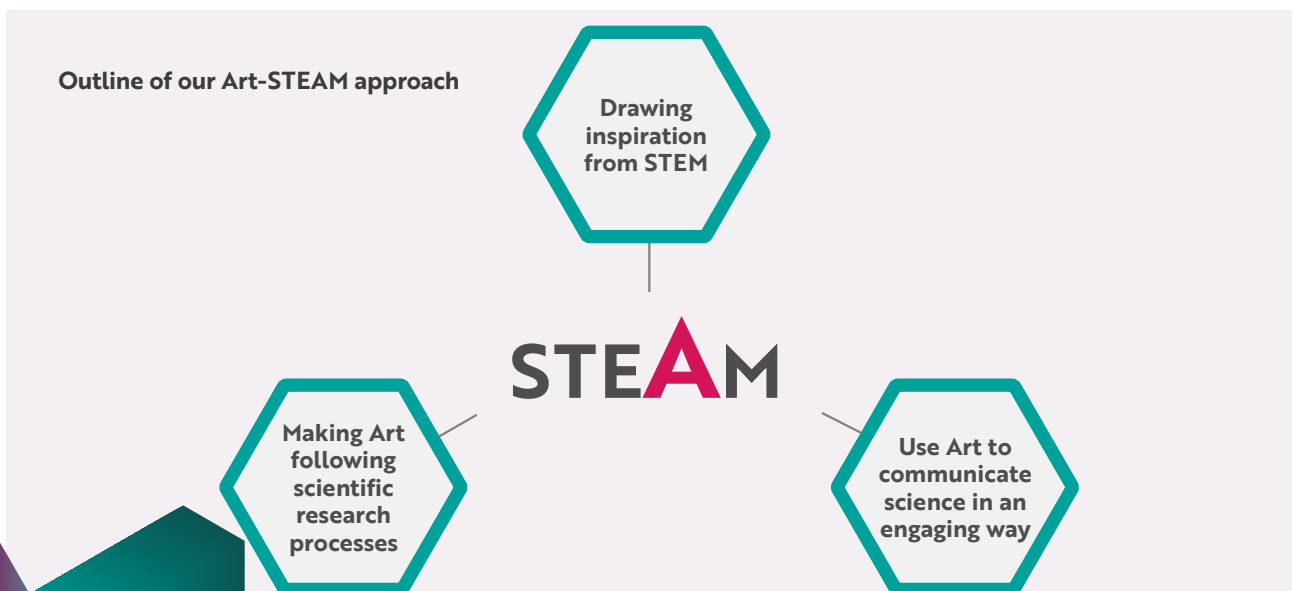 Outline of our Art-STEAM approach
Drawing
inspiration
from STEM
STEAM
Making Art
following
scientific
research
processes
Use Art to
communicate
science in an
engaging way